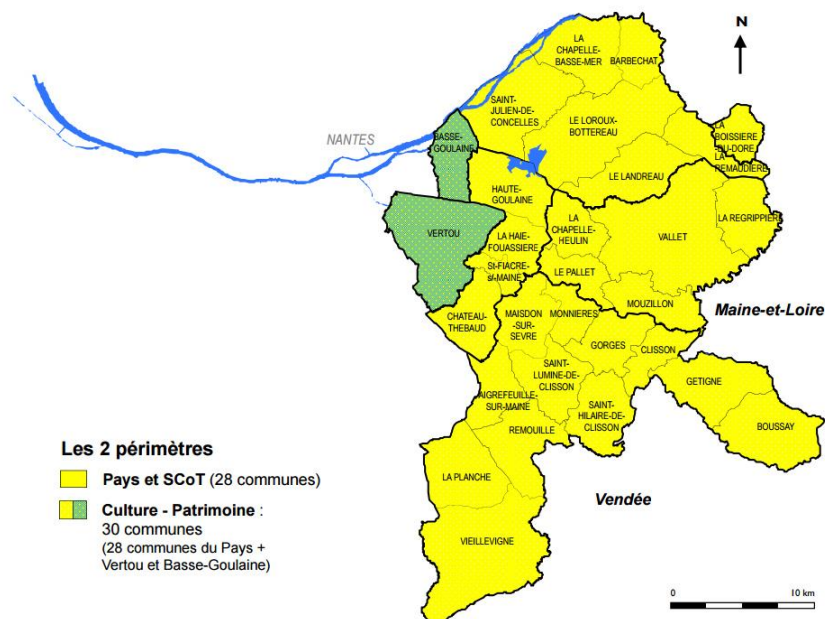 N
LA
CHAPELLE-
BASSE-MER
BARBECHAT
SAINT-
JULIEN-DE-
CONCELLES
LE LOROUX-
BOTTEREAU
NANTES
BASSE-
GOULAINE
LA
BOISSIERE
-DU-DORE
LA
REMAUDIERE
LE LANDREAU
HAUTE-
GOULAINE
LA
CHAPELLE-
HEULIN
VALLET
LA REGRIPPIERE
VERTOU
LA HAIE-
FOUASSIERE
St-FIACRE-
s/-MAINE
LE PALLET
MOUZILLON
Maine-et-Loire
CHATEAU-
THEBAUD
MAISDON
-SUR-
SEVRE
MONNIERES
GORGES
CLISSON
SAINT-
LUMINE-DE-
CLISSON
GETIGNE
AIGREFEUILLE
-SUR-MAINE
SAINT-
HILAIRE-DE-
CLISSON
BOUSSAY
REMOUILLE
LA PLANCHE
Vendée
VIEILLEVIGNE
Les 2 périmètres
Pays et SCoT (28 communes)
Culture - Patrimoine :
30 communes
(28 communes du Pays +
Vertou et Basse-Goulaine)
0 10 km